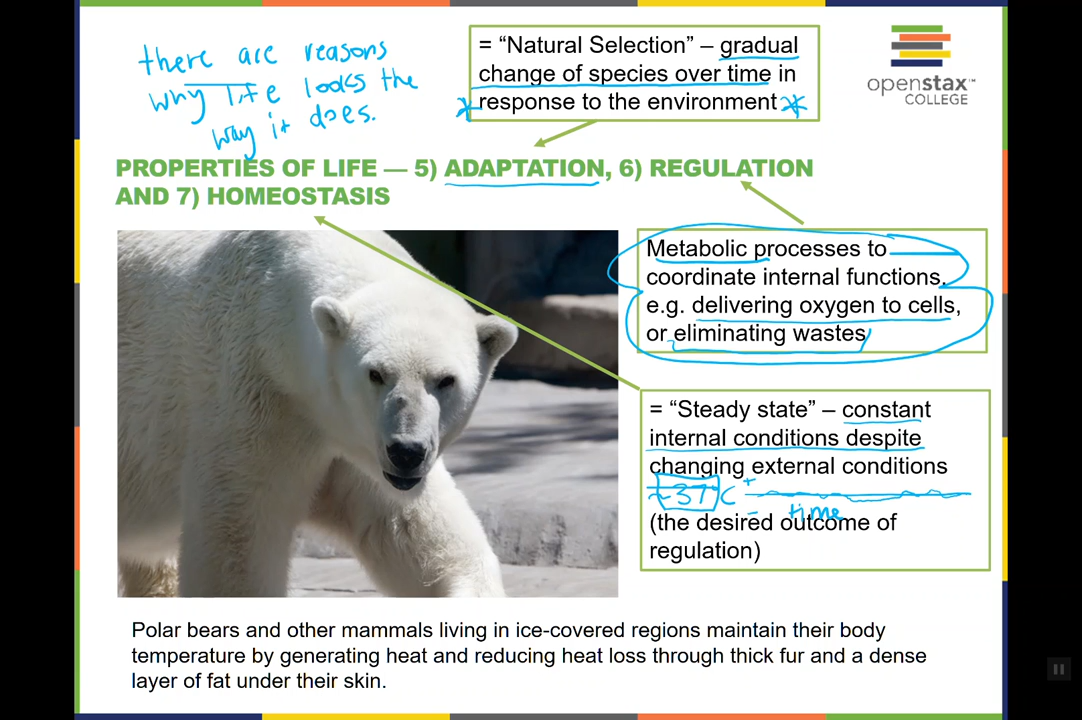 there are reasons
why life looks the
way it does.
= “Natural Selection” – gradual
change of species over time in
response to the environment
openstax™
COLLEGE
PROPERTIES OF LIFE — 5) ADAPTATION, 6) REGULATION
AND 7) HOMEOSTASIS
Metabolic processes to
coordinate internal functions,
e.g. delivering oxygen to cells,
or eliminating wastes
= “Steady state” – constant
internal conditions despite
changing external conditions
~37°C + -
time
(the desired outcome of
regulation)
Polar bears and other mammals living in ice-covered regions maintain their body
temperature by generating heat and reducing heat loss through thick fur and a dense
layer of fat under their skin.